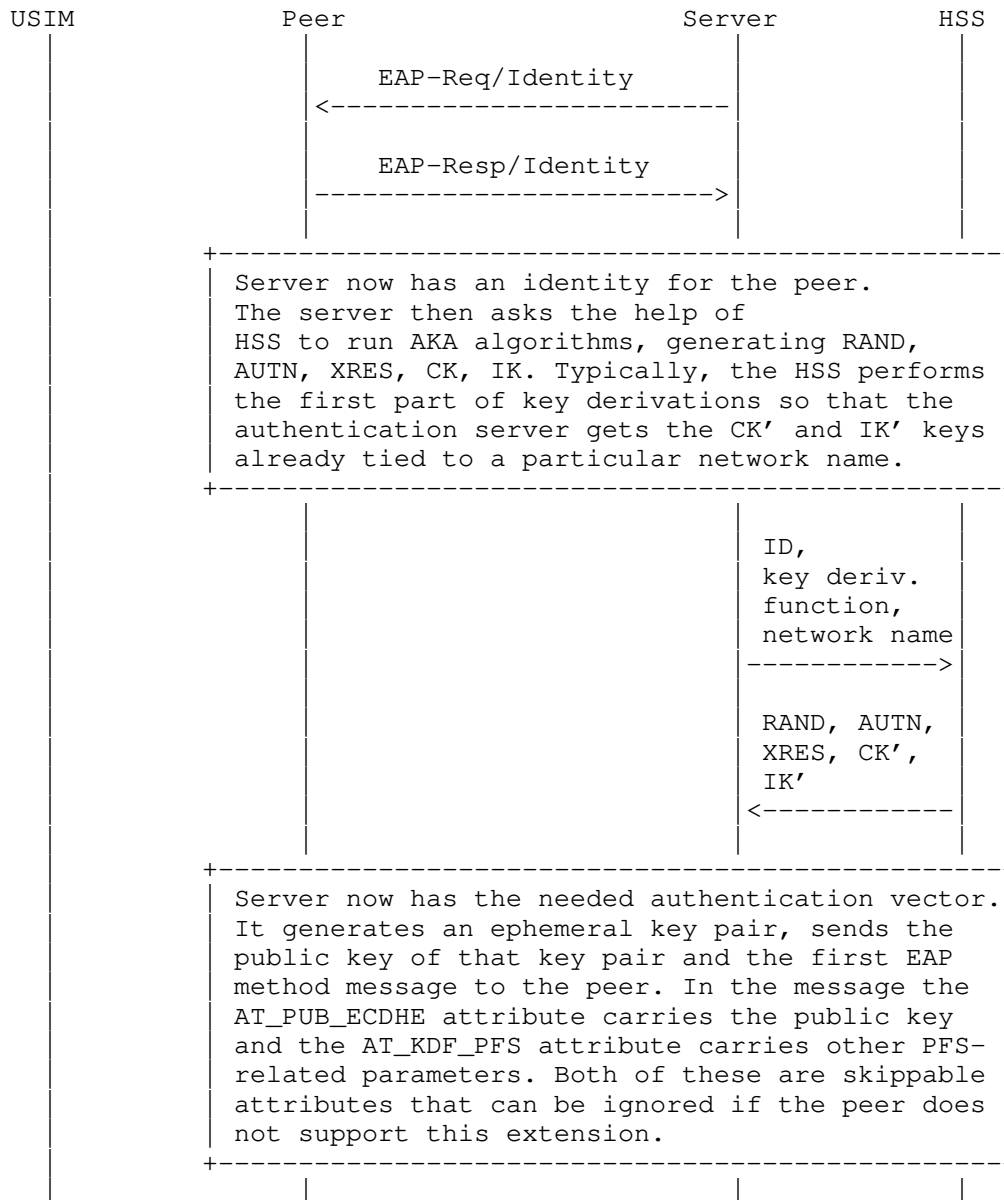 USIM Peer Server HSS
EAP-Req/Identity
EAP-Resp/Identity
Server now has an identity for the peer.
The server then asks the help of
HSS to run AKA algorithms, generating RAND,
AUTN, XRES, CK, IK. Typically, the HSS performs
the first part of key derivations so that the
authentication server gets the CK' and IK' keys
already tied to a particular network name.
ID,
key deriv.
function,
network name
RAND, AUTN,
XRES, CK',
IK'
Server now has the needed authentication vector.
It generates an ephemeral key pair, sends the
public key of that key pair and the first EAP
method message to the peer. In the message the
AT_PUB_ECDHE attribute carries the public key
and the AT_KDF_PFS attribute carries other PFS-
related parameters. Both of these are skippable
attributes that can be ignored if the peer does
not support this extension.